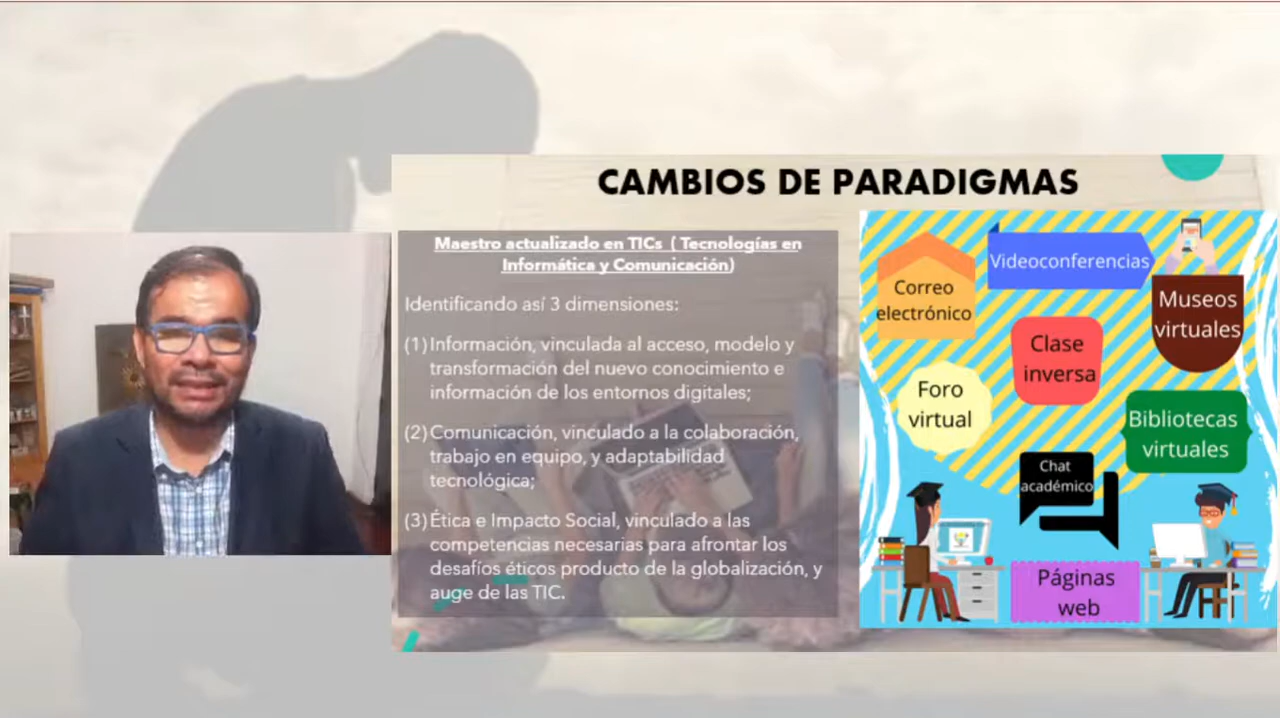 CAMBIOS DE PARADIGMAS
Maestro actualizado en TICs ( Tecnologías en
Informática y Comunicación)
Identificando así 3 dimensiones:
(1) Información, vinculada al acceso, modelo y
transformación del nuevo conocimiento e
información de los entornos digitales;
(2) Comunicación, vinculado a la colaboración,
trabajo en equipo, y adaptabilidad
tecnológica;
(3) Ética e Impacto Social, vinculado a las
competencias necesarias para afrontar los
desafíos éticos producto de la globalización, y
auge de las TIC.
Correo
electrónico
Videoconferencias
Museos
virtuales
Clase
inversa
Foro
virtual
Bibliotecas
virtuales
Chat
académico
Páginas
web